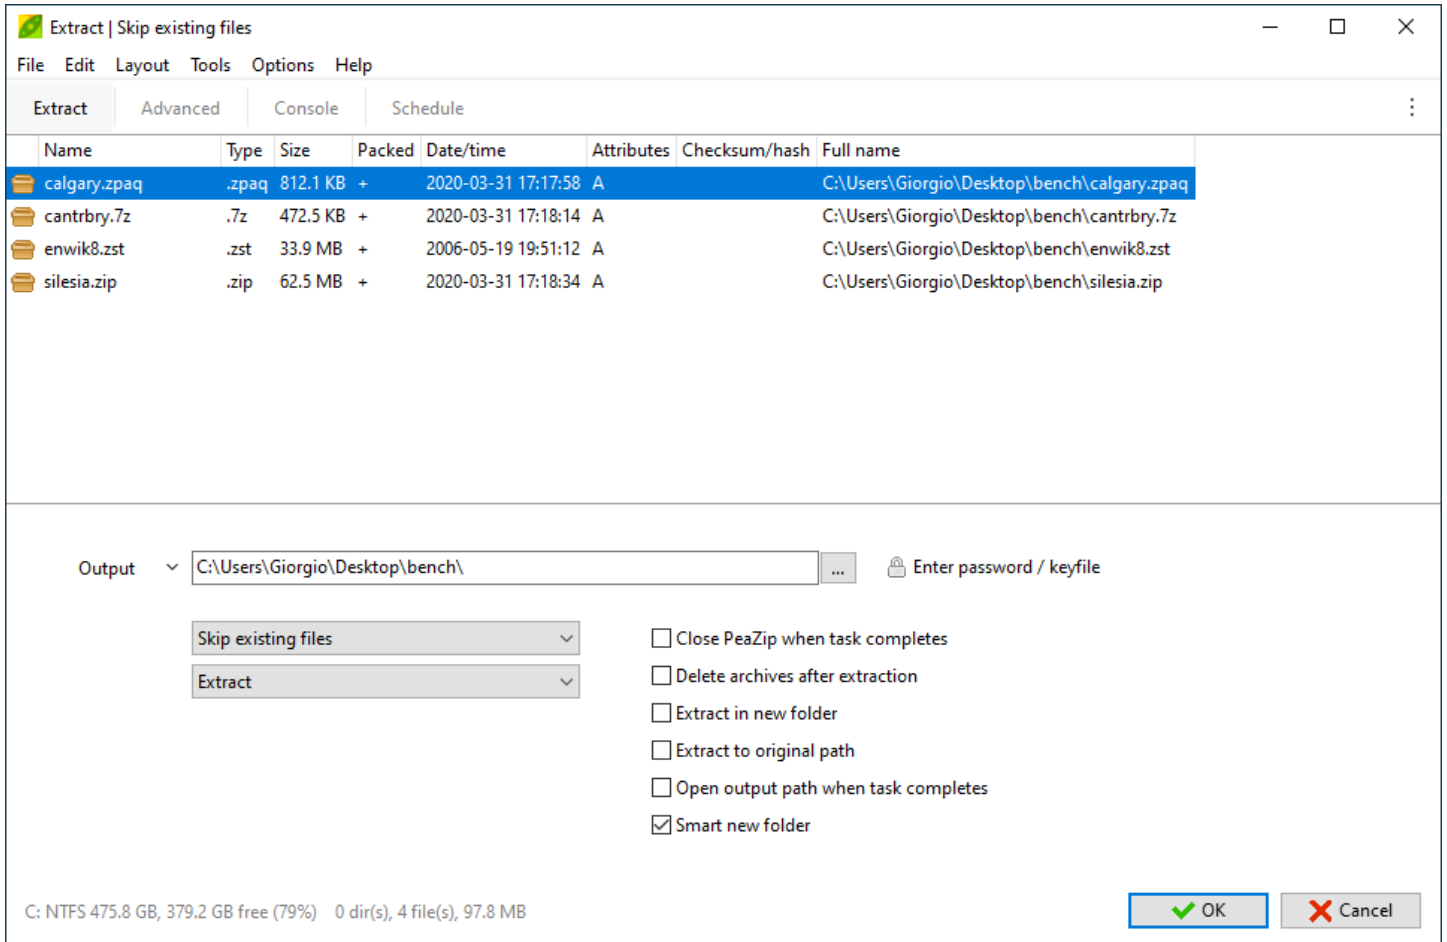 Extract | Skip existing files
File Edit Layout Tools Options Help
Extract Advanced Console Schedule
Name Type Size Packed Date/time Attributes Checksum/hash Full name
calgary.zpaq .zpaq 812.1 KB + 2020-03-31 17:17:58 A C:\Users\Giorgio\Desktop\bench\calgary.zpaq
cantrbry.7z .7z 472.5 KB + 2020-03-31 17:18:14 A C:\Users\Giorgio\Desktop\bench\cantrbry.7z
enwik8.zst .zst 33.9 MB + 2006-05-19 19:51:12 A C:\Users\Giorgio\Desktop\bench\enwik8.zst
silesia.zip .zip 62.5 MB + 2020-03-31 17:18:34 A C:\Users\Giorgio\Desktop\bench\silesia.zip
Output C:\Users\Giorgio\Desktop\bench\ ... Enter password / keyfile
Skip existing files
Extract
Close PeaZip when task completes
Delete archives after extraction
Extract in new folder
Extract to original path
Open output path when task completes
Smart new folder
C: NTFS 475.8 GB, 379.2 GB free (79%) 0 dir(s), 4 file(s), 97.8 MB
OK Cancel